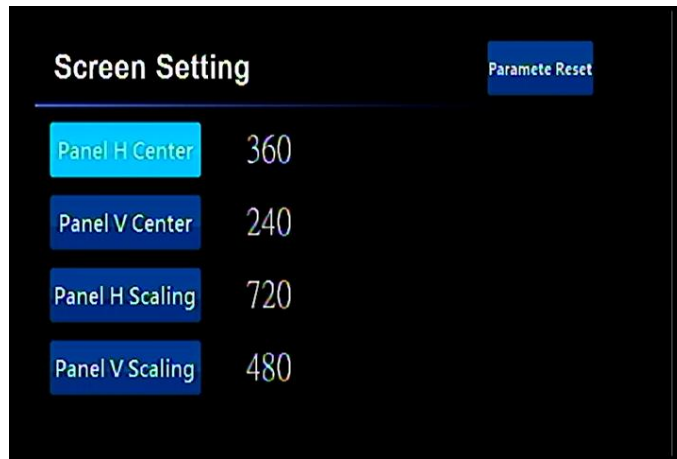 Screen Setting
Paramete Reset
Panel H Center 360
Panel V Center 240
Panel H Scaling 720
Panel V Scaling 480